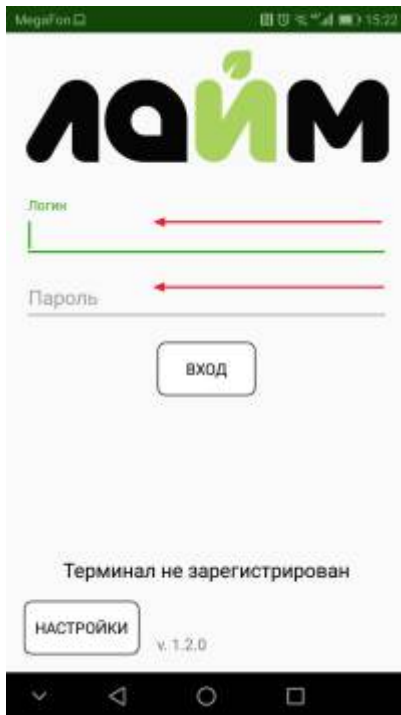 MegaFon 15:22
лайм
Логин
Пароль
ВХОД
Терминал не зарегистрирован
НАСТРОЙКИ
v. 1.2.0